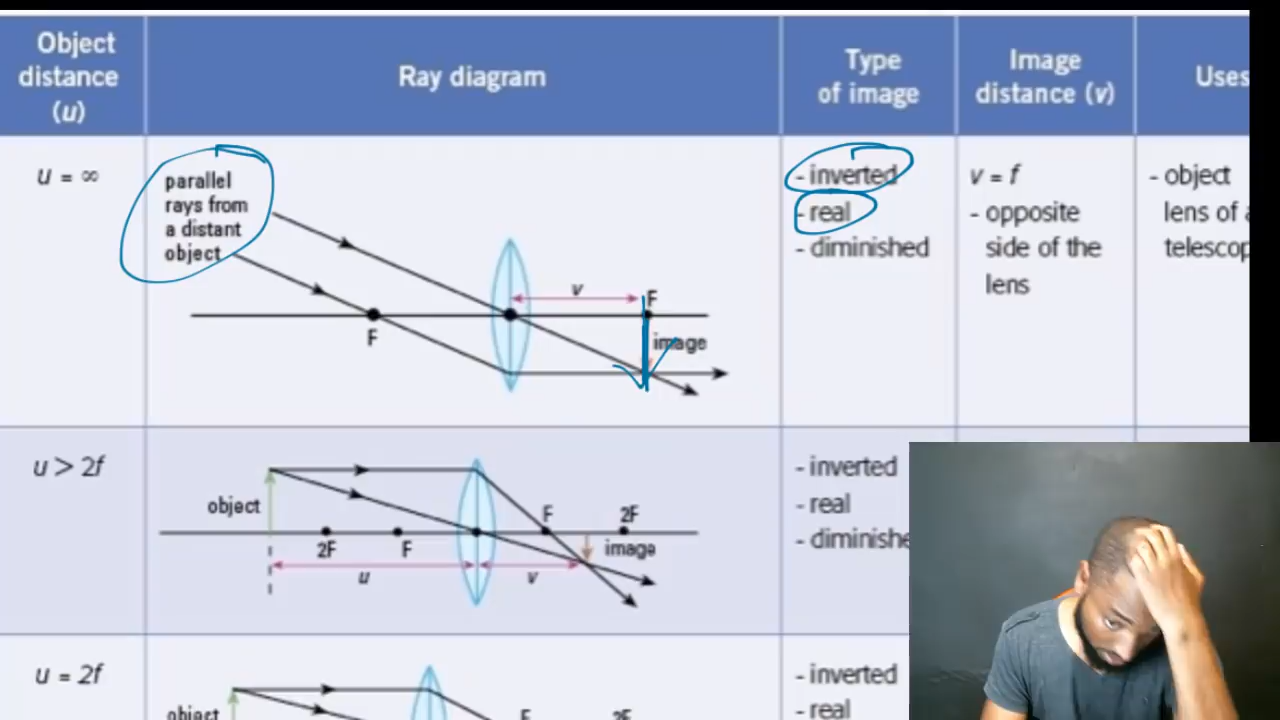 Object
distance
(u)
Ray diagram
Type
of image
Image
distance (v)
Uses
u = ∞
parallel
rays from
a distant
object
F
v
F
image
- inverted
- real
- diminished
v = f
- opposite
side of the
lens
- object
lens of
u > 2f
object
2F
F
u
v
F
2F
image
- inverted
- real
u = 2f
object
F
2F
- inverted
- real